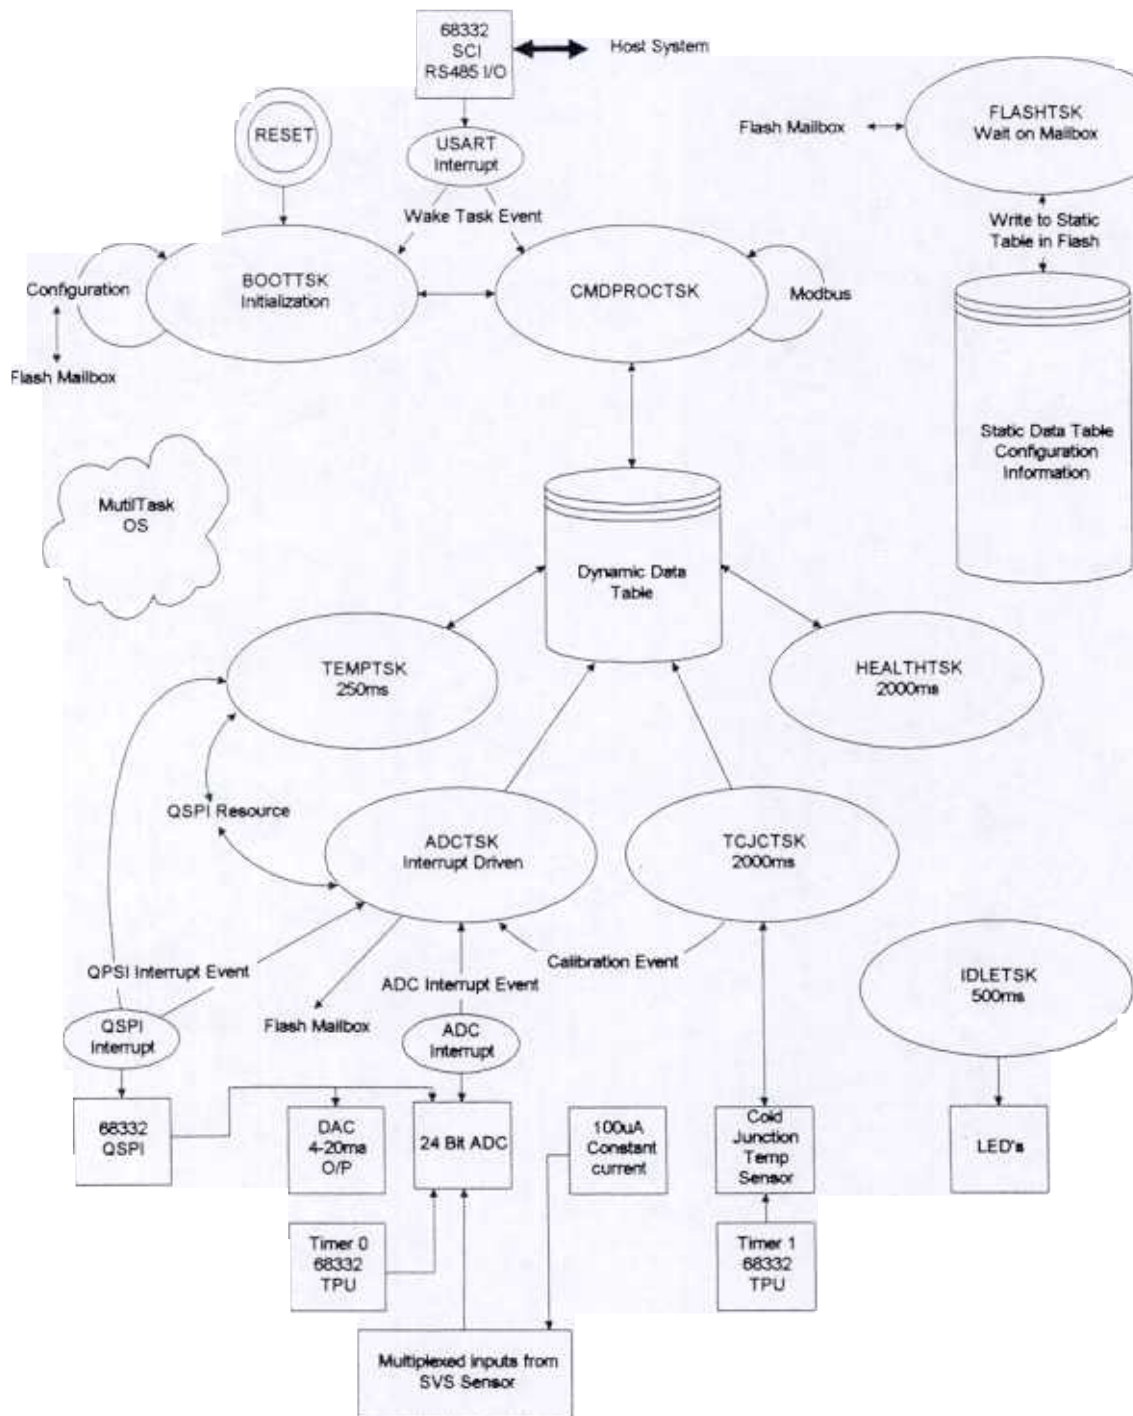 68332
SCI
RS485 I/O
Host System
RESET
USART
Interrupt
Flash Mailbox
FLASHTSK
Wait on Mailbox
Wake Task Event
Write to Static
Table in Flash
Configuration
BOOTTSK
Initialization
CMDPROCTSK
Modbus
Flash Mailbox
Static Data Table
Configuration
Information
MutilTask
OS
Dynamic Data
Table
TEMPTSK
250ms
HEALTHTSK
2000ms
QSPI Resource
ADCTSK
Interrupt Driven
TCJCTSK
2000ms
QPSI Interrupt Event
ADC Interrupt Event
Calibration Event
IDLETSK
500ms
Flash Mailbox
QSPI
Interrupt
ADC
Interrupt
68332
QSPI
DAC
4-20ma
O/P
24 Bit ADC
100uA
Constant
current
Cold
Junction
Temp
Sensor
LED's
Timer 0
68332
TPU
Timer 1
68332
TPU
Multiplexed inputs from
SVS Sensor